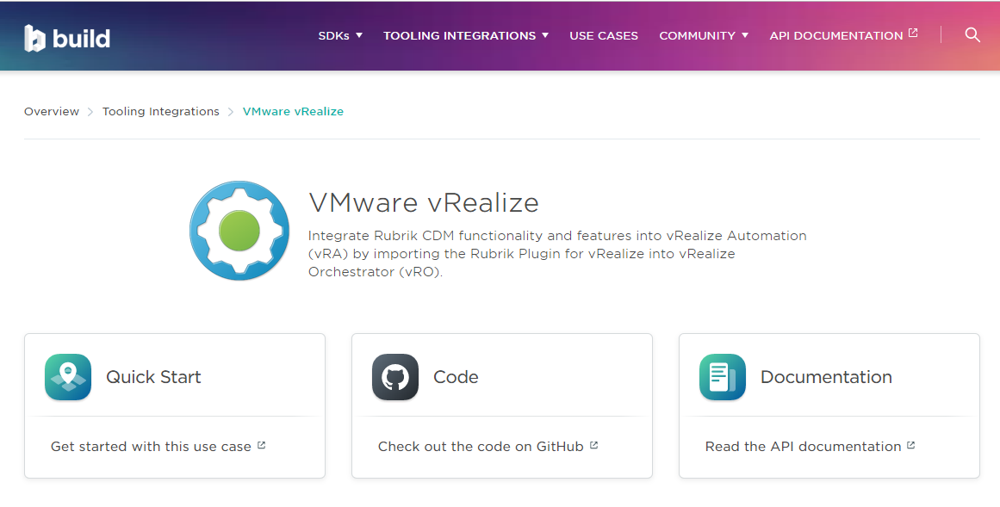 build
SDKs
TOOLING INTEGRATIONS
USE CASES
COMMUNITY
API DOCUMENTATION
Overview > Tooling Integrations > VMware vRealize
VMware vRealize
Integrate Rubrik CDM functionality and features into vRealize Automation
(vRA) by importing the Rubrik Plugin for vRealize into vRealize
Orchestrator (vRO).
Quick Start
Get started with this use case
Code
Check out the code on GitHub
Documentation
Read the API documentation